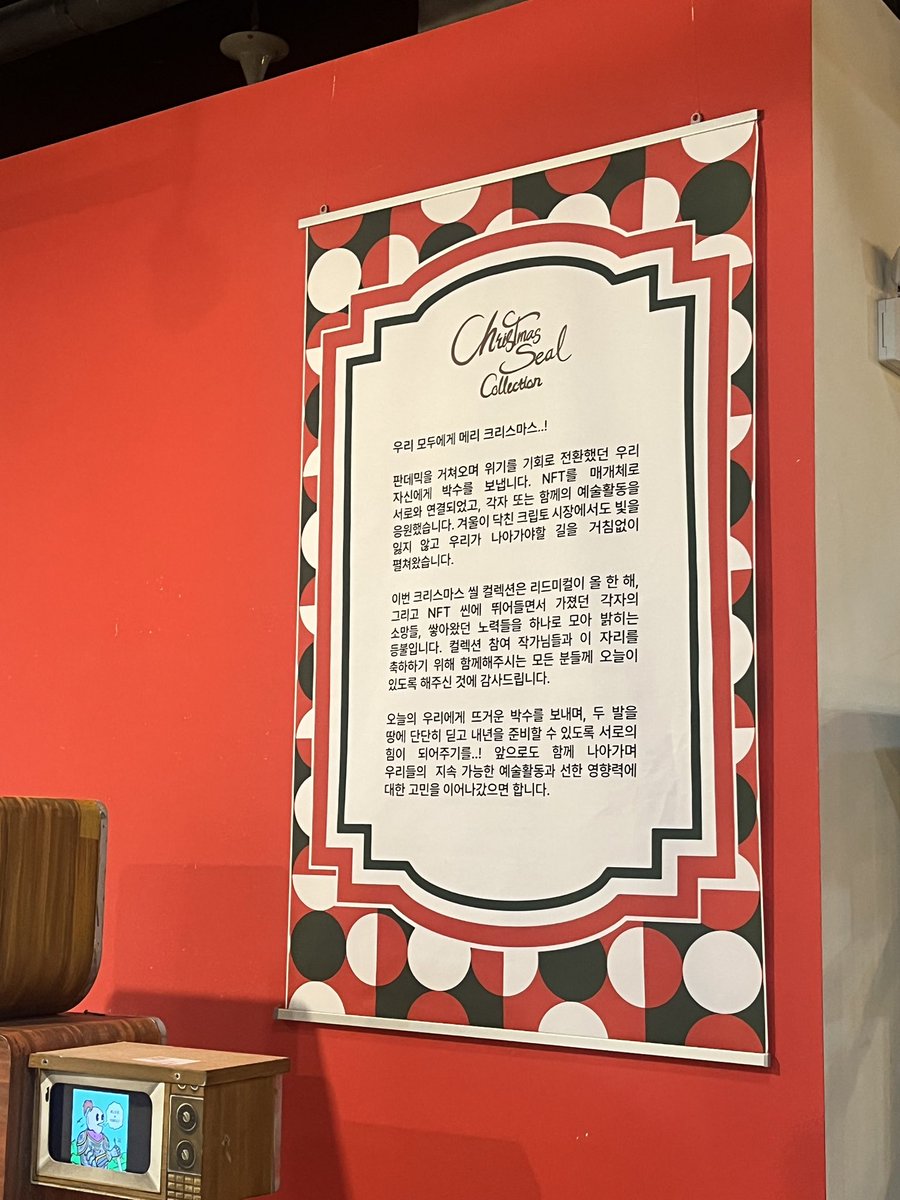 Christmas
Seal
Collection
우리 모두에게 메리 크리스마스..!
판데믹을 거쳐오며 위기를 기회로 전환했던 우리
자신에게 박수를 보냅니다. NFT를 매개체로
서로와 연결되었고, 각자 또는 함께의 예술활동을
응원했습니다. 겨울이 닥친 크립토 시장에서도 빛을
잃지 않고 우리가 나아가야할 길을 거침없이
펼쳐왔습니다.
이번 크리스마스 씰 컬렉션은 리드미컬이 올 한 해,
그리고 NFT 씬에 뛰어들면서 가졌던 각자의
소망들, 쌓아왔던 노력들을 하나로 모아 밝히는
등불입니다. 컬렉션 참여 작가님들과 이 자리를
축하하기 위해 함께해주시는 모든 분들께 오늘이
있도록 해주신 것에 감사드립니다.
오늘의 우리에게 뜨거운 박수를 보내며, 두 발을
땅에 단단히 딛고 내년을 준비할 수 있도록 서로의
힘이 되어주기를..! 앞으로도 함께 나아가며
우리들의 지속 가능한 예술활동과 선한 영향력에
대한 고민을 이어나갔으면 합니다.